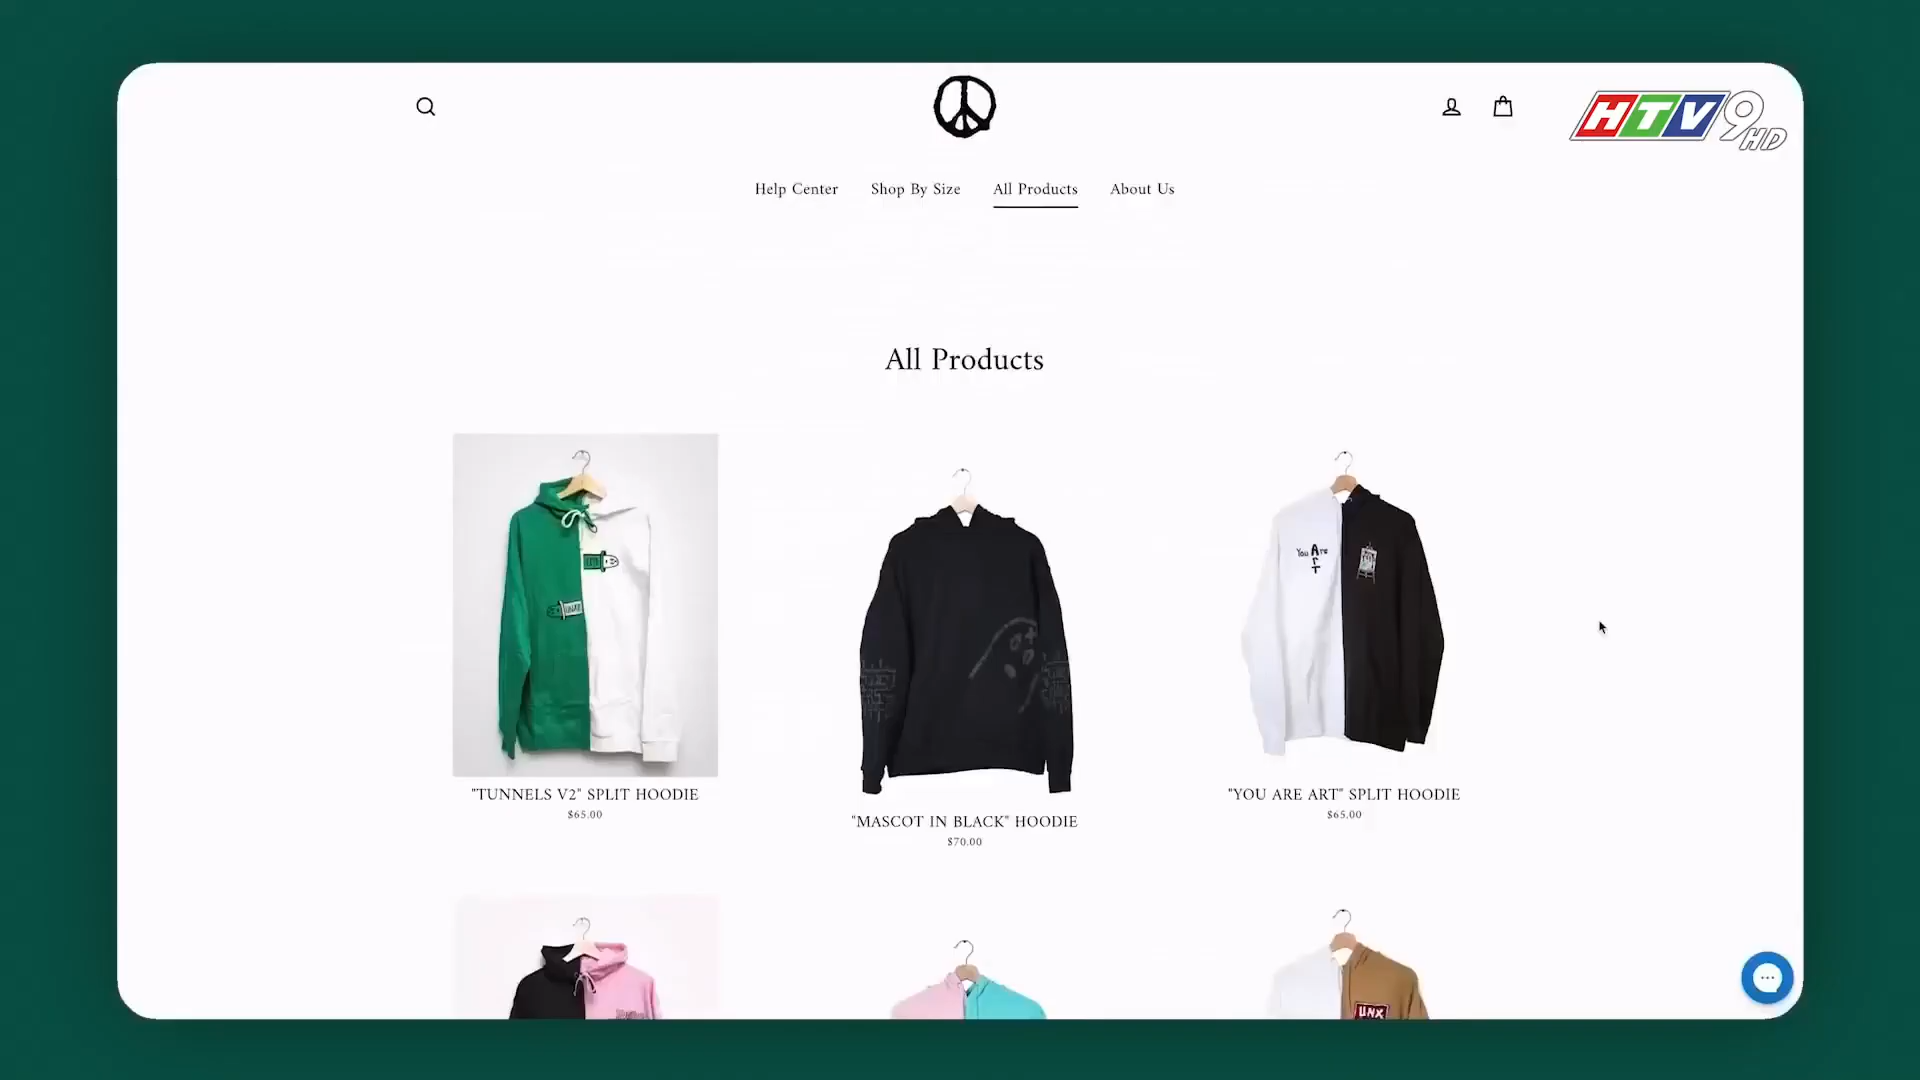 HTV9
HD
Help Center
Shop By Size
All Products
About Us
All Products
You Are
ArT
"TUNNELS V2" SPLIT HOODIE
$65.00
"MASCOT IN BLACK" HOODIE
$70.00
"YOU ARE ART" SPLIT HOODIE
$65.00
UNX